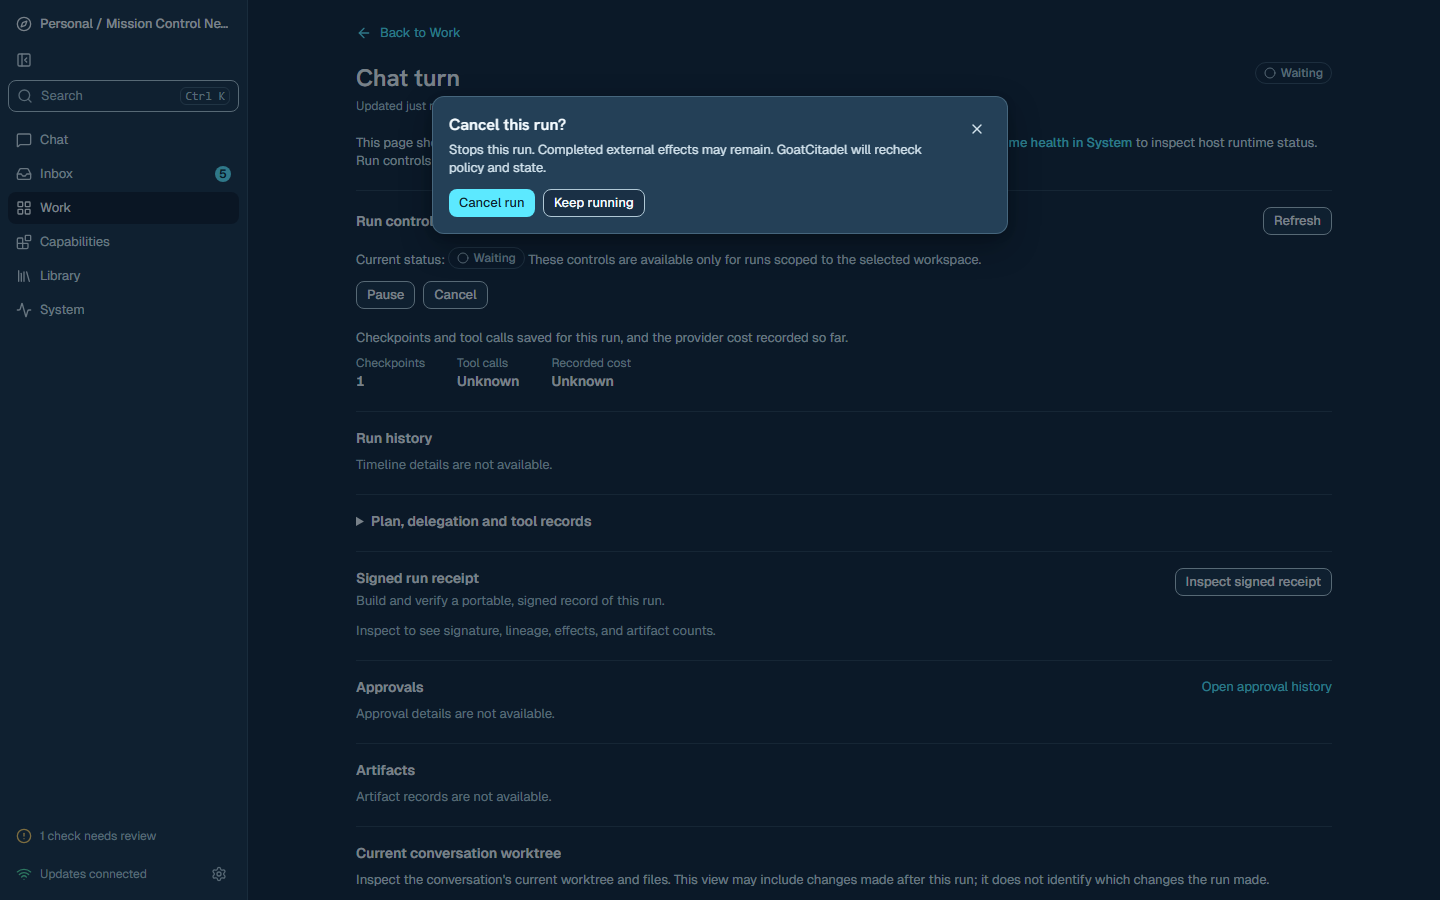 Personal / Mission Control Ne...
Search
Ctrl K
Chat
Inbox
5
Work
Capabilities
Library
System
1 check needs review
Updates connected
Back to Work
Chat turn
Waiting
Updated just
This page
me health in System to inspect host runtime status.
Run controls
Cancel this run?
Stops this run. Completed external effects may remain. GoatCitadel will recheck
policy and state.
Cancel run
Keep running
Run control
Refresh
Current status: Waiting These controls are available only for runs scoped to the selected workspace.
Pause
Cancel
Checkpoints and tool calls saved for this run, and the provider cost recorded so far.
Checkpoints
Tool calls
Recorded cost
1
Unknown
Unknown
Run history
Timeline details are not available.
Plan, delegation and tool records
Signed run receipt
Inspect signed receipt
Build and verify a portable, signed record of this run.
Inspect to see signature, lineage, effects, and artifact counts.
Approvals
Open approval history
Approval details are not available.
Artifacts
Artifact records are not available.
Current conversation worktree
Inspect the conversation's current worktree and files. This view may include changes made after this run; it does not identify which changes the run made.